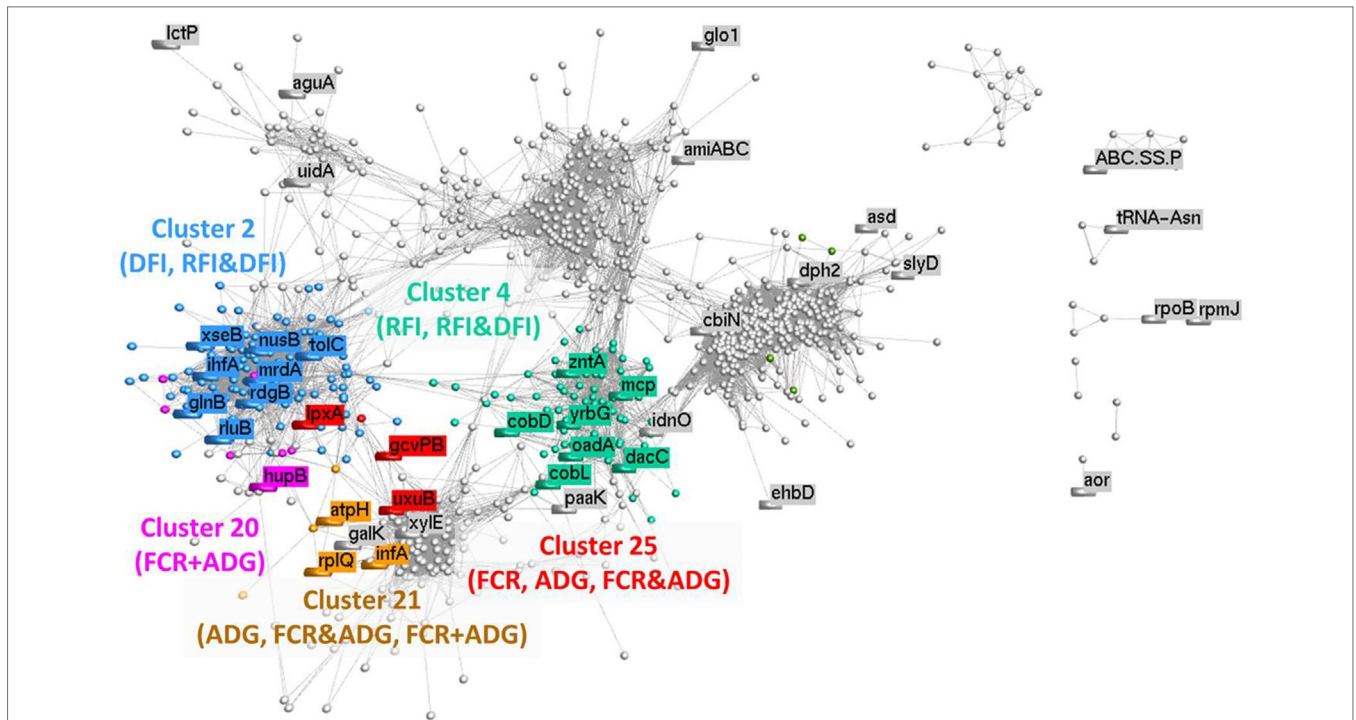 lctP
glo1
aguA
amiABC
ABC.SS.P
uidA
asd
tRNA-Asn
Cluster 2
(DFI, RFI&DFI)
dph2
slyD
Cluster 4
(RFI, RFI&DFI)
cbiN
rpoB
rpmJ
xseB
nusB
tolC
ihfA
mrdA
zntA
mcp
glnB
rdgB
rluB
lpxA
cobD
yrbG
idnO
gcvPB
oadA
dacC
hupB
cobL
aor
uxuB
paaK
ehbD
atpH
xylE
galK
Cluster 20
(FCR+ADG)
rplQ
infA
Cluster 25
(FCR, ADG, FCR&ADG)
Cluster 21
(ADG, FCR&ADG, FCR+ADG)